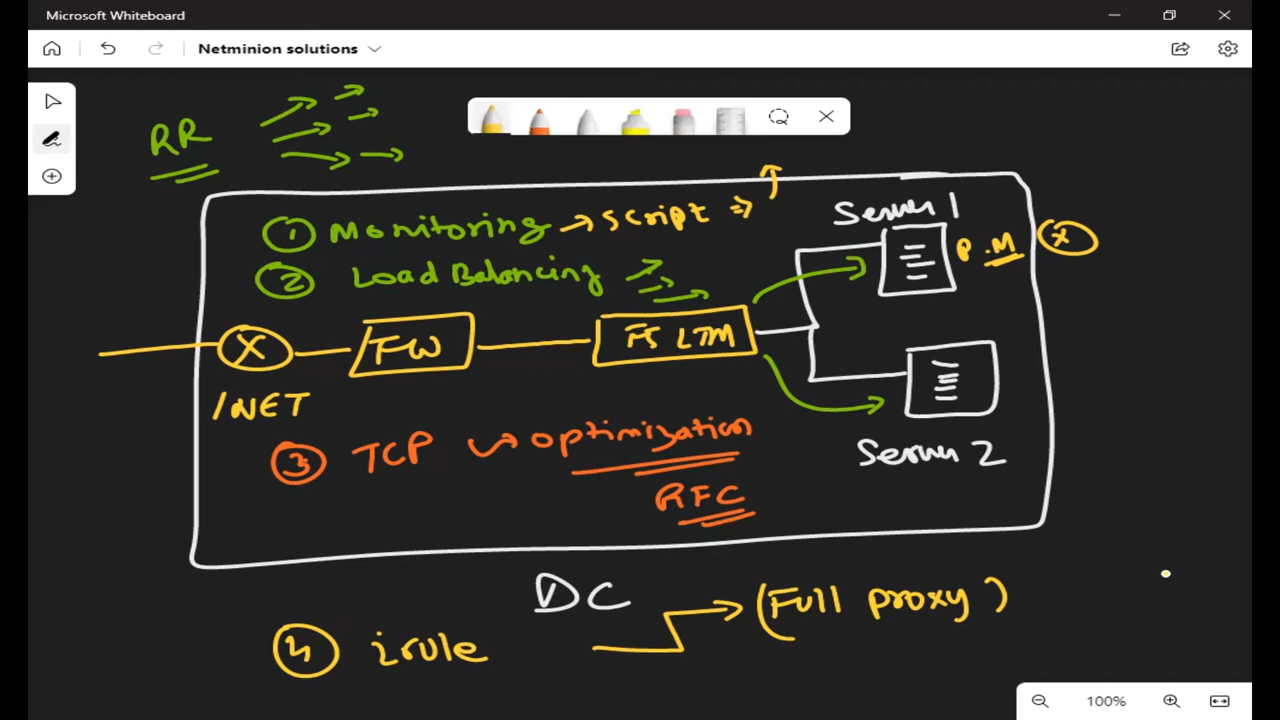 Microsoft Whiteboard
Netminion solutions
RR
Server 1
① Monitoring → Script ⇒
P.M X
② Load Balancing
X FW F5 LTM
INET
③ TCP → optimization
Server 2
RFC
DC
(Full proxy)
④ irule
100%